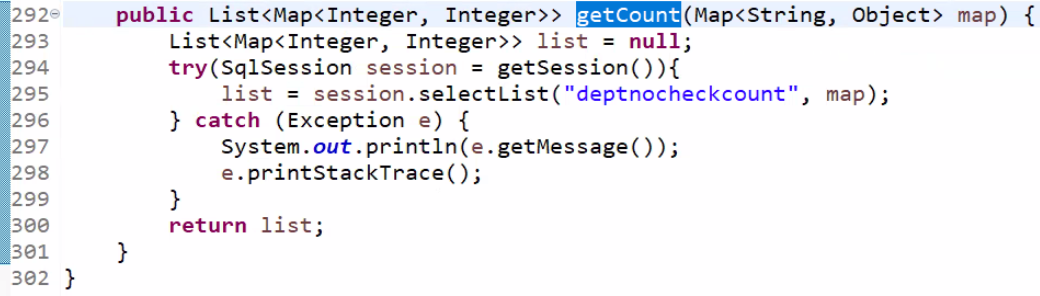 292 public List<Map<Integer, Integer>> getCount(Map<String, Object> map) {
293 List<Map<Integer, Integer>> list = null;
294 try(SqlSession session = getSession()){
295 list = session.selectList("deptnocheckcount", map);
296 } catch (Exception e) {
297 System.out.println(e.getMessage());
298 e.printStackTrace();
299 }
300 return list;
301 }
302 }